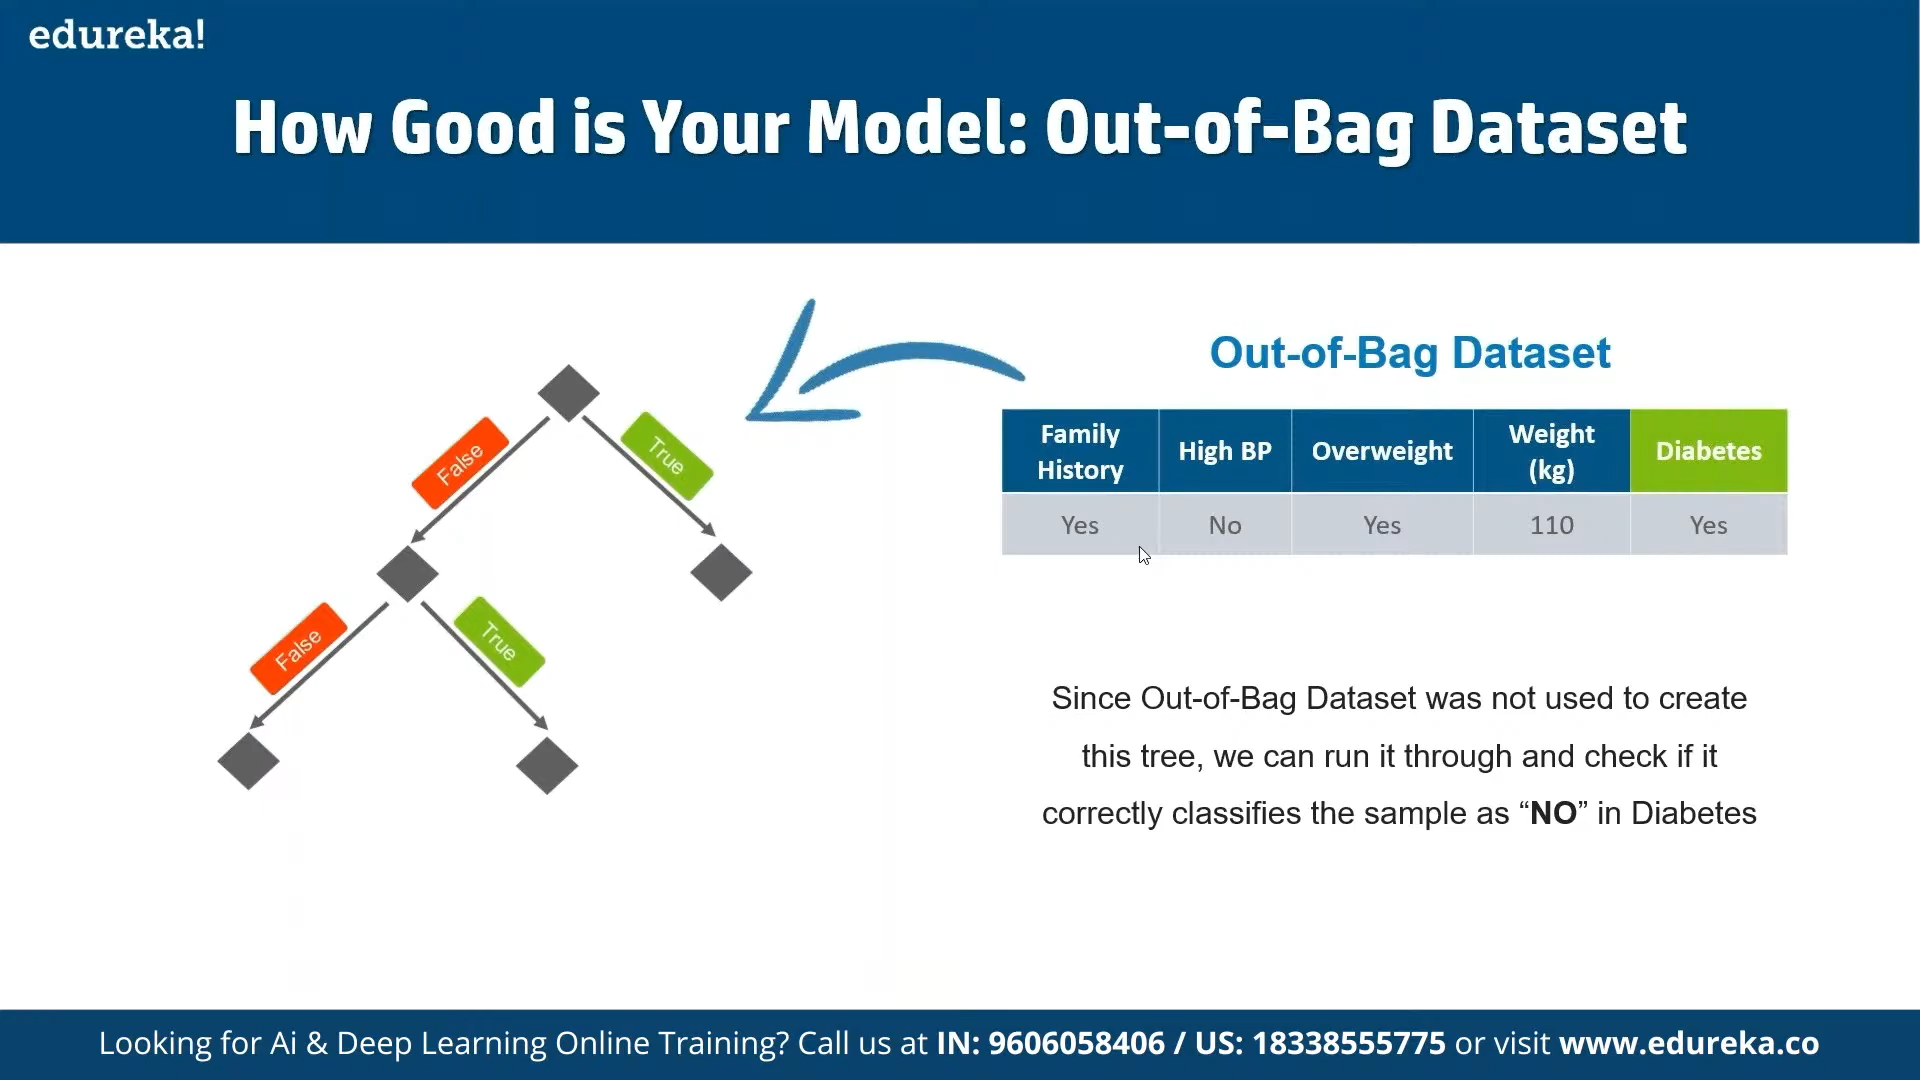 edureka!
How Good is Your Model: Out-of-Bag Dataset
Out-of-Bag Dataset
Family History High BP Overweight Weight (kg) Diabetes
Yes No Yes 110 Yes
False
True
False
True
Since Out-of-Bag Dataset was not used to create
this tree, we can run it through and check if it
correctly classifies the sample as “NO” in Diabetes
Looking for Ai & Deep Learning Online Training? Call us at IN: 9606058406 / US: 18338555775 or visit www.edureka.co